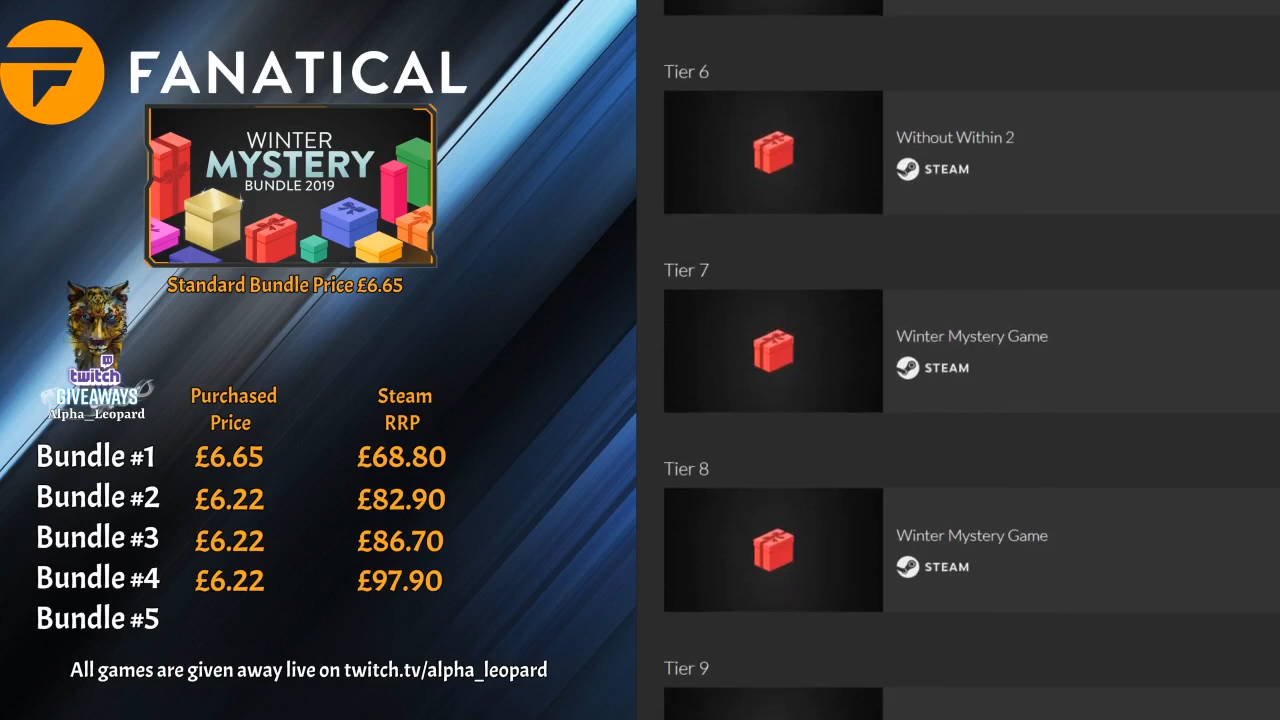 FANATICAL
WINTER
MYSTERY
BUNDLE 2019
Standard Bundle Price £6.65
twitch
GIVEAWAYS
Alpha_Leopard
Purchased Price
Steam RRP
Bundle #1 £6.65 £68.80
Bundle #2 £6.22 £82.90
Bundle #3 £6.22 £86.70
Bundle #4 £6.22 £97.90
Bundle #5
All games are given away live on twitch.tv/alpha_leopard
Tier 6
Without Within 2
STEAM
Tier 7
Winter Mystery Game
STEAM
Tier 8
Winter Mystery Game
STEAM
Tier 9